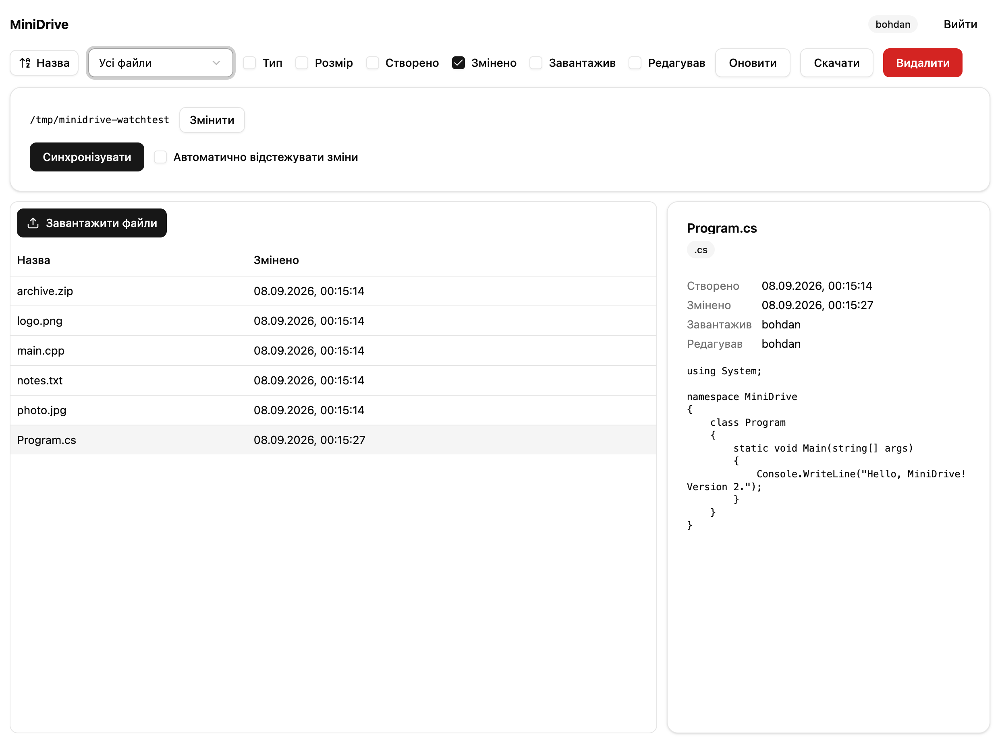 MiniDrive
bohdan Вийти
Назва Усі файли Тип Розмір Створено Змінено Завантажив Редагував Оновити Скачати Видалити
/tmp/minidrive-watchtest Змінити
Синхронізувати Автоматично відстежувати зміни
Завантажити файли
Назва Змінено
archive.zip 08.09.2026, 00:15:14
logo.png 08.09.2026, 00:15:14
main.cpp 08.09.2026, 00:15:14
notes.txt 08.09.2026, 00:15:14
photo.jpg 08.09.2026, 00:15:14
Program.cs 08.09.2026, 00:15:27
Program.cs
.cs
Створено 08.09.2026, 00:15:14
Змінено 08.09.2026, 00:15:27
Завантажив bohdan
Редагував bohdan
using System;
namespace MiniDrive
{
    class Program
    {
        static void Main(string[] args)
        {
            Console.WriteLine("Hello, MiniDrive!
Version 2.");
        }
    }
}